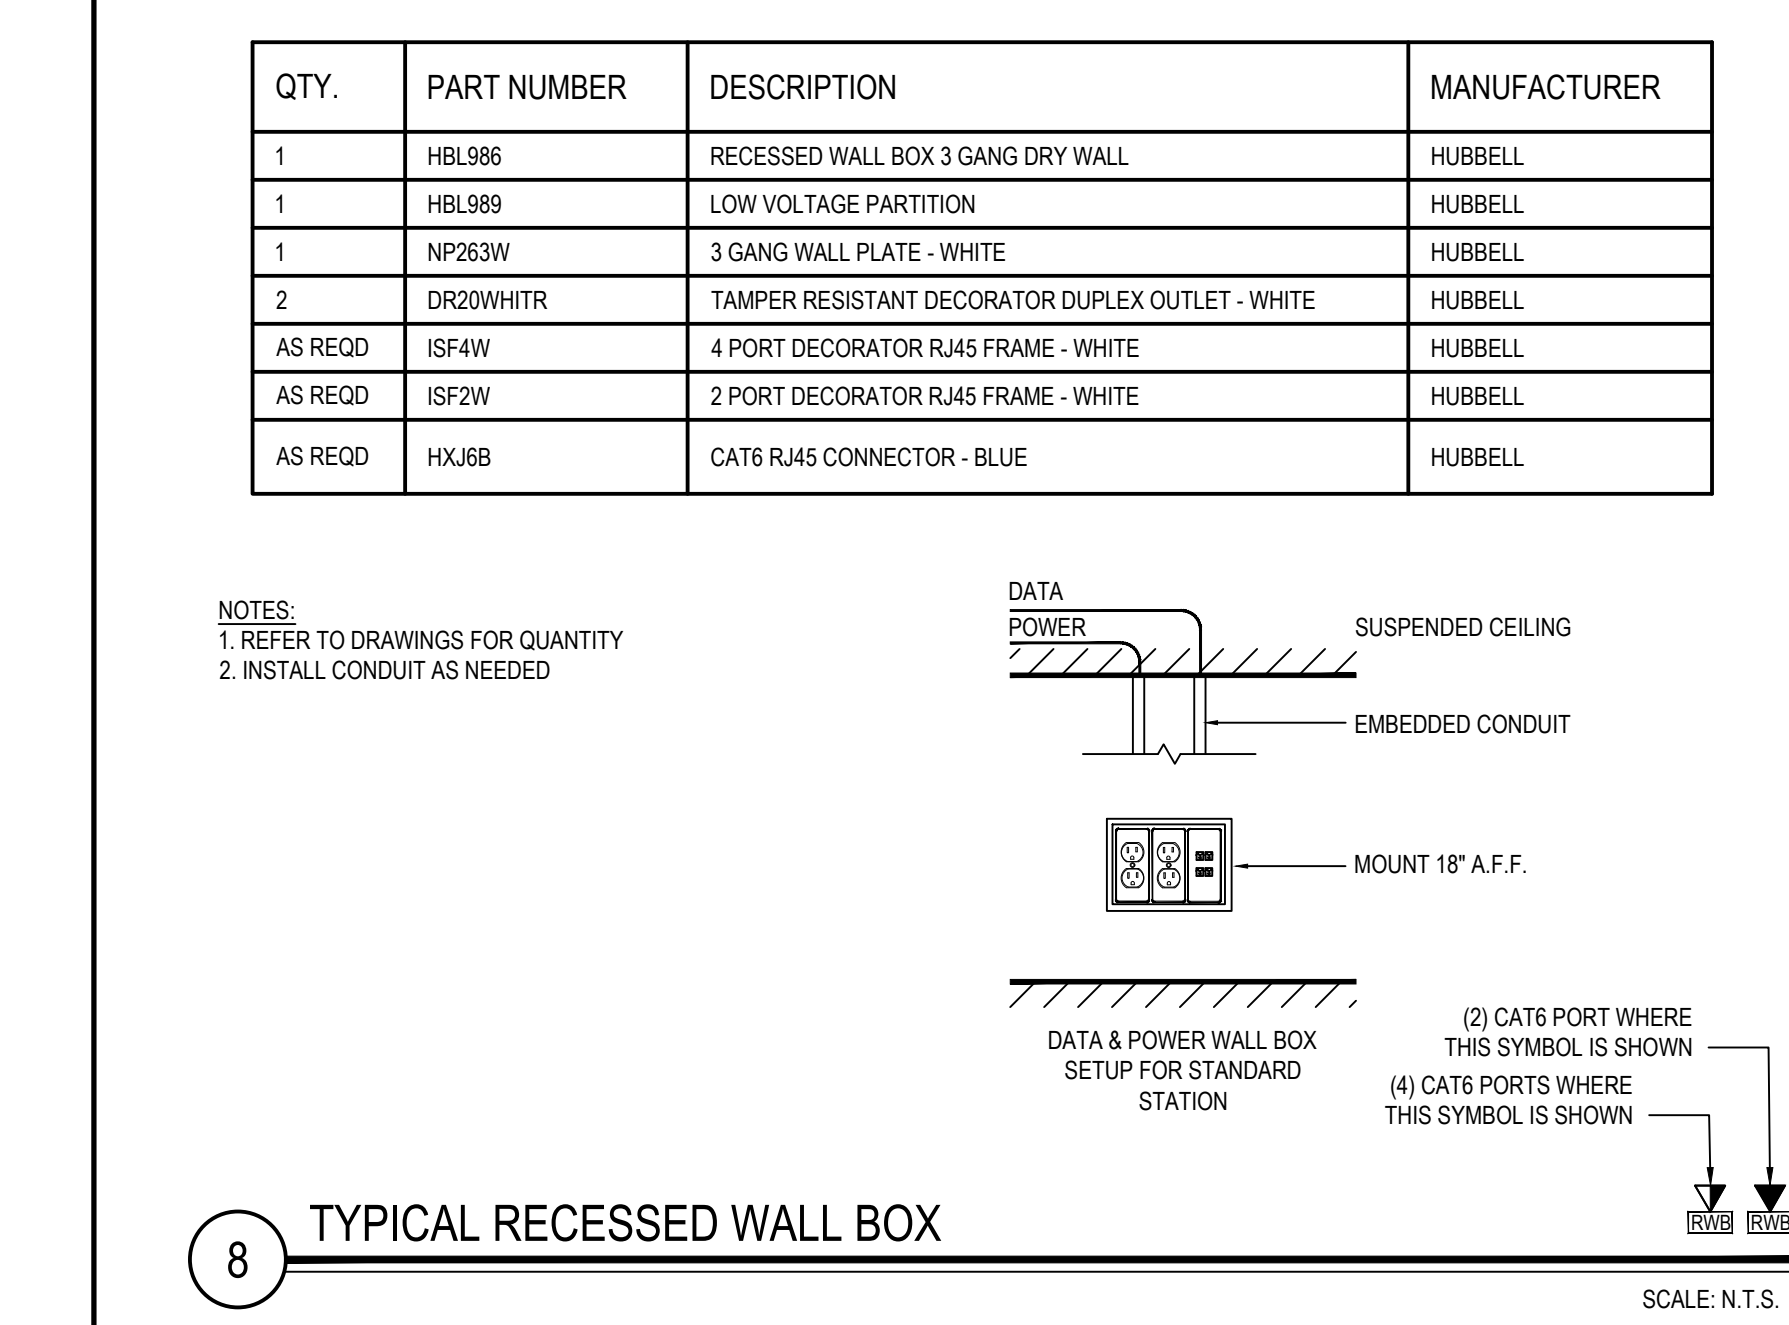 QTY. PART NUMBER DESCRIPTION MANUFACTURER
1 HBL986 RECESSED WALL BOX 3 GANG DRY WALL HUBBELL
1 HBL989 LOW VOLTAGE PARTITION HUBBELL
1 NP263W 3 GANG WALL PLATE - WHITE HUBBELL
2 DR20WHITR TAMPER RESISTANT DECORATOR DUPLEX OUTLET - WHITE HUBBELL
AS REQD ISF4W 4 PORT DECORATOR RJ45 FRAME - WHITE HUBBELL
AS REQD ISF2W 2 PORT DECORATOR RJ45 FRAME - WHITE HUBBELL
AS REQD HXJ6B CAT6 RJ45 CONNECTOR - BLUE HUBBELL
NOTES:
1. REFER TO DRAWINGS FOR QUANTITY
2. INSTALL CONDUIT AS NEEDED
DATA
POWER
SUSPENDED CEILING
EMBEDDED CONDUIT
MOUNT 18" A.F.F.
DATA & POWER WALL BOX
SETUP FOR STANDARD
STATION
(2) CAT6 PORT WHERE
THIS SYMBOL IS SHOWN
(4) CAT6 PORTS WHERE
THIS SYMBOL IS SHOWN
RWB RWB
8 TYPICAL RECESSED WALL BOX
SCALE: N.T.S.